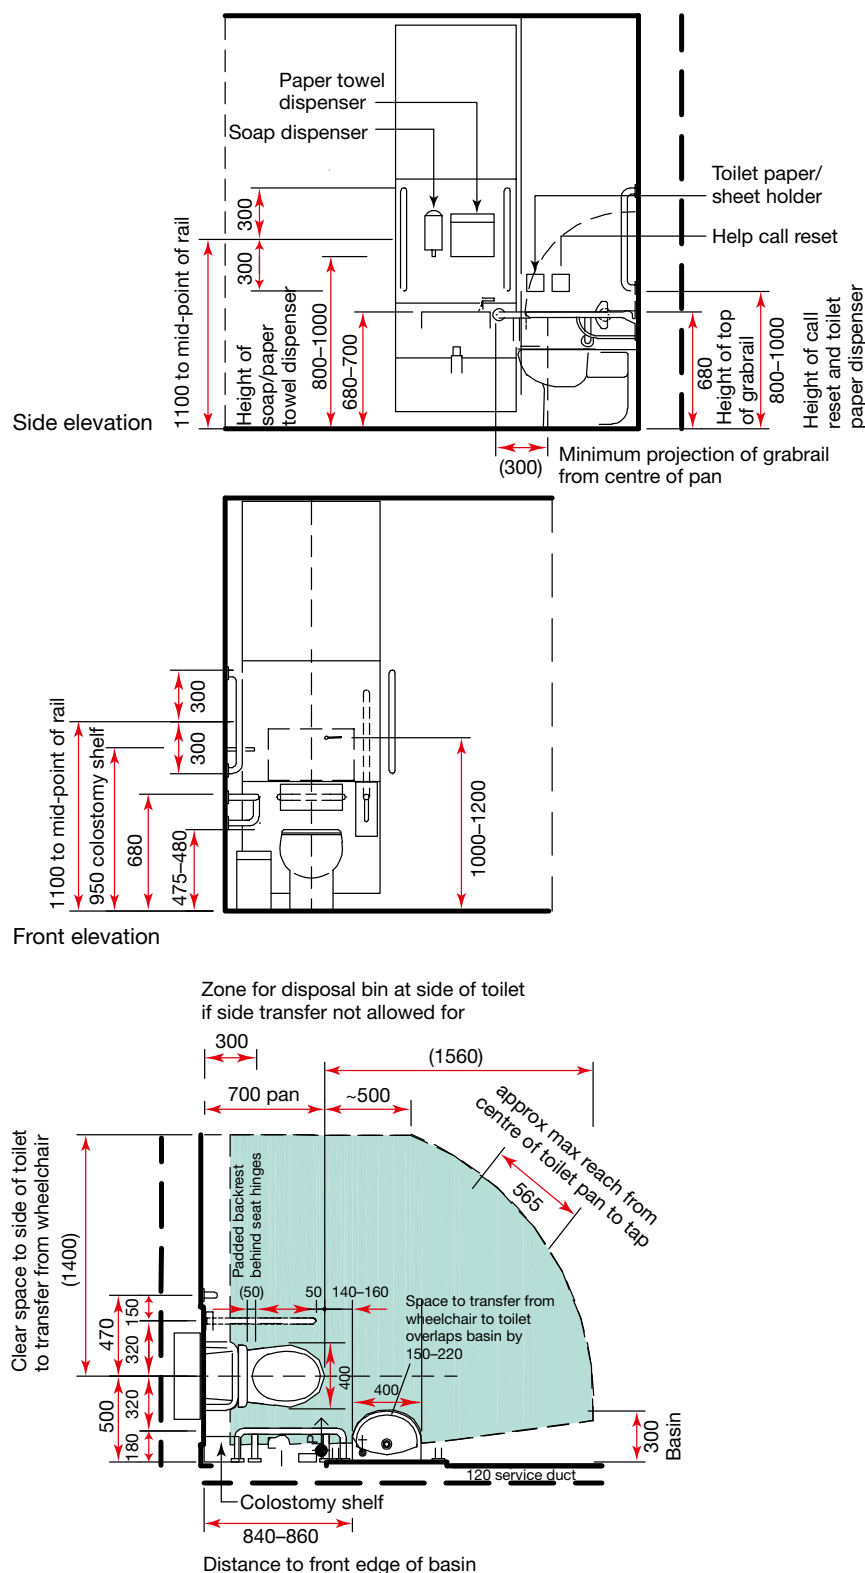 Paper towel
dispenser
Soap dispenser
Toilet paper/
sheet holder
Help call reset
300
300
1100 to mid-point of rail
Height of
soap/paper
towel dispenser
800–1000
680–700
680
Height of top
of grabrail
800–1000
Height of call
reset and toilet
paper dispenser
Side elevation
(300)
Minimum projection of grabrail
from centre of pan
300
300
1100 to mid-point of rail
950 colostomy shelf
680
475–480
1000–1200
Front elevation
Zone for disposal bin at side of toilet
if side transfer not allowed for
300
(1560)
700 pan
~500
approx max reach from
centre of toilet pan to tap
565
Clear space to side of toilet
to transfer from wheelchair
(1400)
Padded backrest
behind seat hinges
(50)
50
140–160
Space to transfer from
wheelchair to toilet
overlaps basin by
150–220
470
150
320
400
400
500
320
180
P
300
Basin
120 service duct
Colostomy shelf
840–860
Distance to front edge of basin